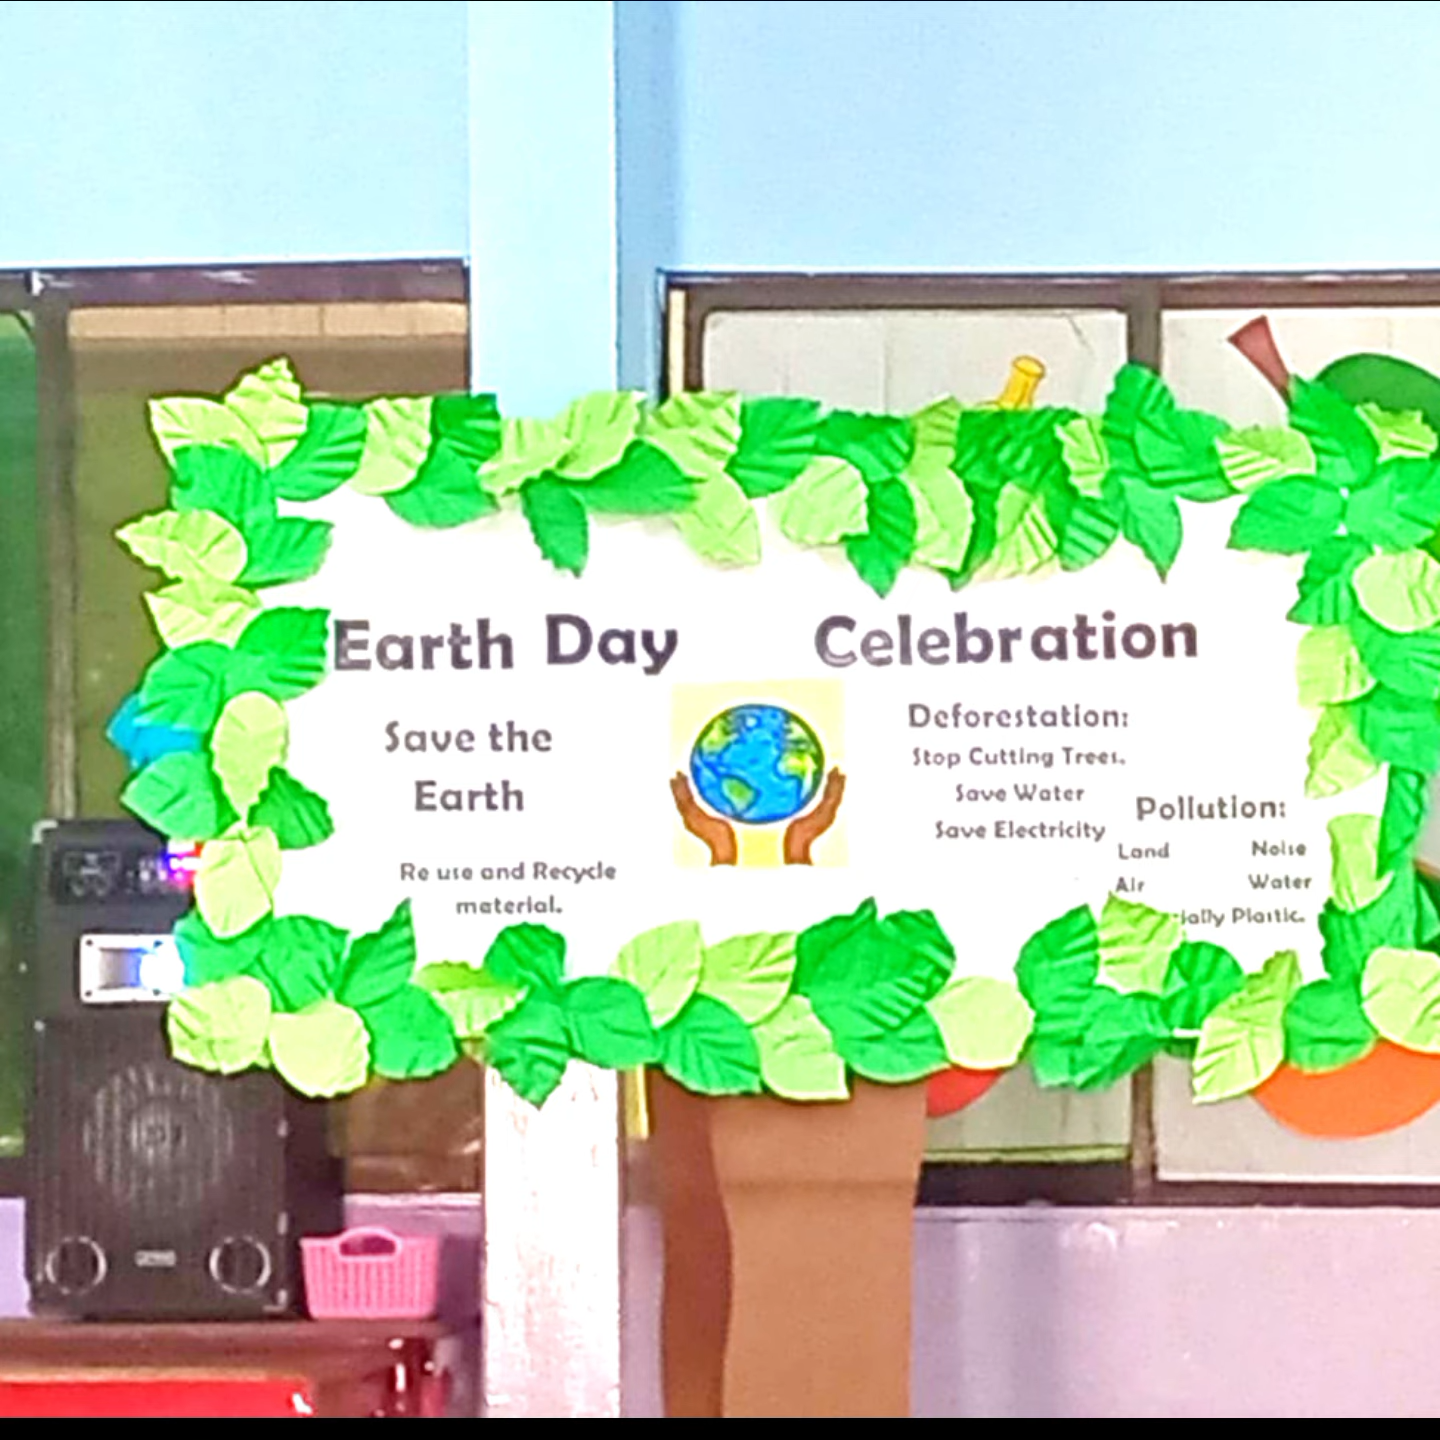 Earth Day Celebration
Save the
Earth
Re use and Recycle
material.
Deforestation:
Stop Cutting Trees.
Save Water
Save Electricity
Pollution:
Land Noise
Air Water
Plastic.